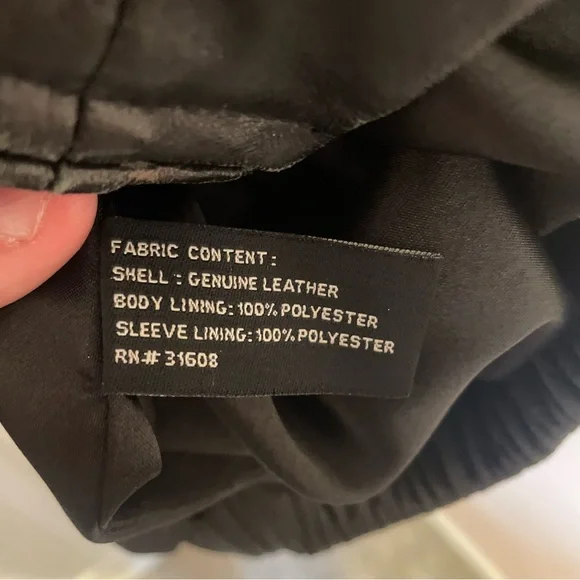 FABRIC CONTENT:
SHELL : GENUINE LEATHER
BODY LINING: 100% POLYESTER
SLEEVE LINING: 100% POLYESTER
RN# 31608